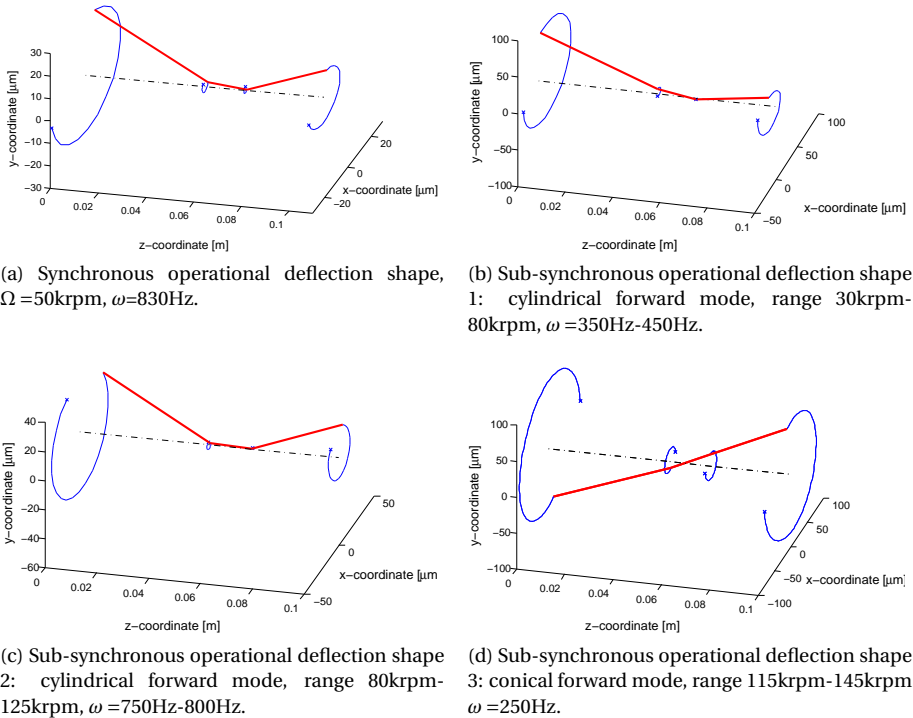 30
20
10
0
−10
−20
−30
y−coordinate [µm]
0
0.02
0.04
0.06
0.08
0.1
z−coordinate [m]
20
0
−20
x−coordinate [µm]
(a) Synchronous operational deflection shape,
Ω =50krpm, ω=830Hz.
100
50
0
−50
−100
y−coordinate [µm]
0
0.02
0.04
0.06
0.08
0.1
z−coordinate [m]
100
50
0
−50
x−coordinate [µm]
(b) Sub-synchronous operational deflection shape
1: cylindrical forward mode, range 30krpm-
80krpm, ω =350Hz-450Hz.
40
20
0
−20
−40
−60
y−coordinate [µm]
0
0.02
0.04
0.06
0.08
0.1
z−coordinate [m]
50
0
−50
x−coordinate [µm
(c) Sub-synchronous operational deflection shape
2: cylindrical forward mode, range 80krpm-
125krpm, ω =750Hz-800Hz.
100
50
0
−50
−100
y−coordinate [µm]
0
0.02
0.04
0.06
0.08
0.1
z−coordinate [m]
100
50
0
−50
−100
x−coordinate [µm]
(d) Sub-synchronous operational deflection shape
3: conical forward mode, range 115krpm-145krpm
ω =250Hz.